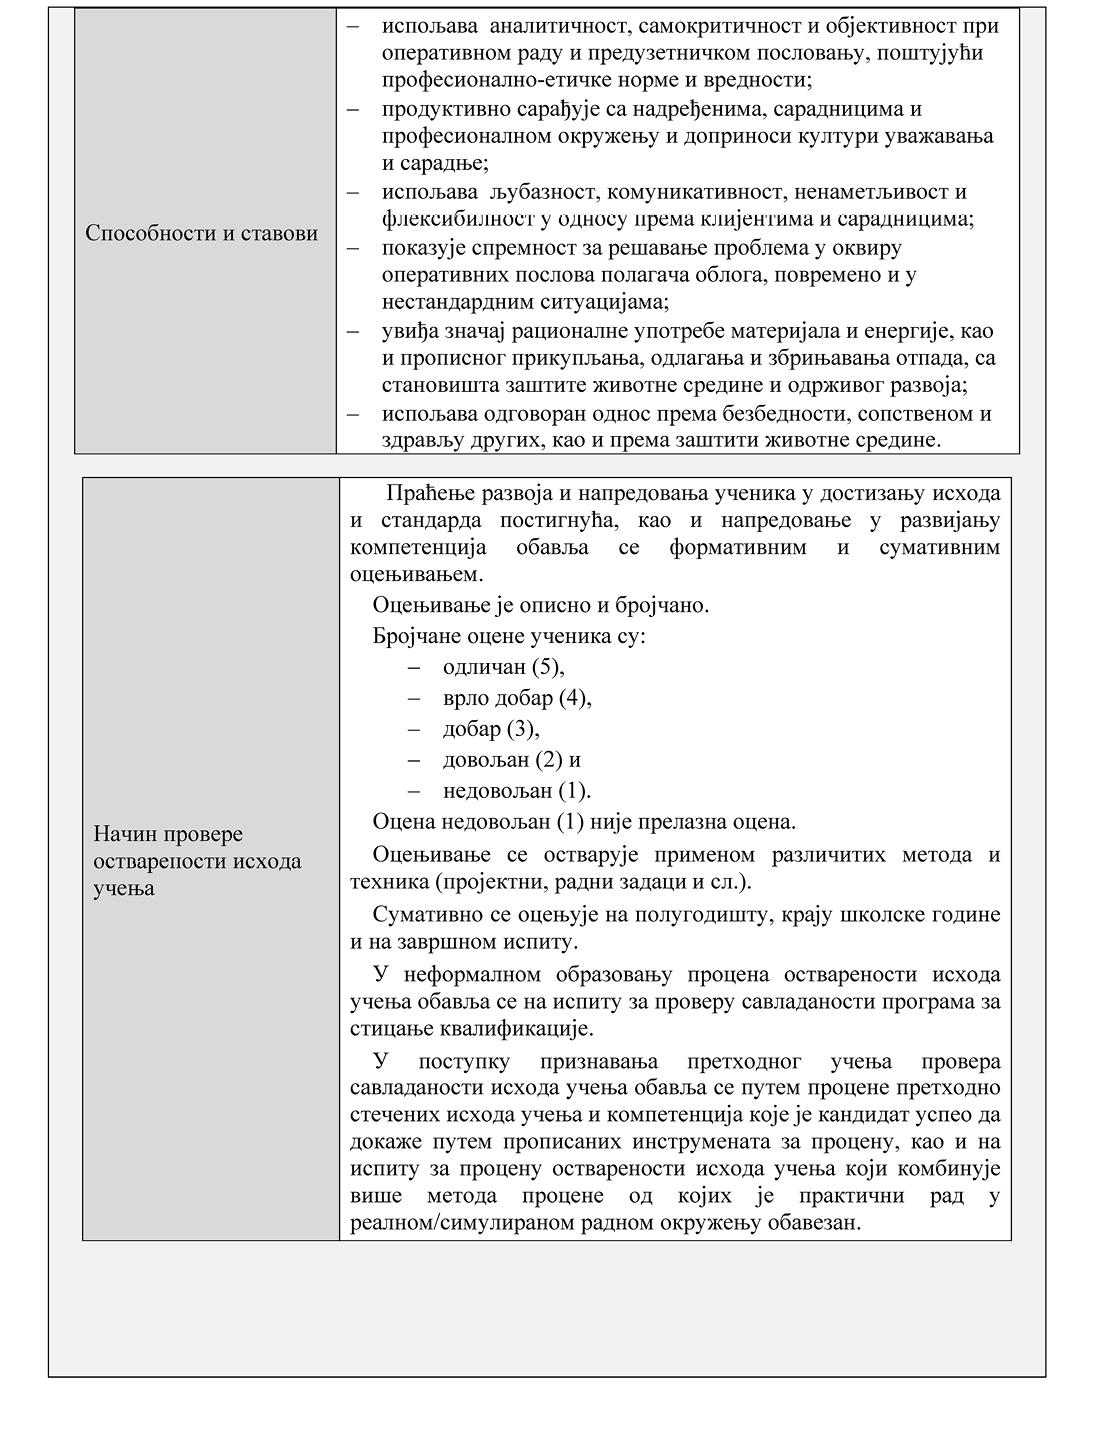 Способности и ставови
– испољава аналитичност, самокритичност и објективност при
оперативном раду и предузетничком пословању, поштујући
професионално-етичке норме и вредности;
– продуктивно сарађује са надређенима, сарадницима и
професионалном окружењу и доприноси култури уважавања
и сарадње;
– испољава љубазност, комуникативност, ненаметљивост и
флексибилност у односу према клијентима и сарадницима;
– показује спремност за решавање проблема у оквиру
оперативних послова полагача облога, повремено и у
нестандардним ситуацијама;
– увиђа значај рационалне употребе материјала и енергије, као
и прописног прикупљања, одлагања и збрињавања отпада, са
становишта заштите животне средине и одрживог развоја;
– испољава одговоран однос према безбедности, сопственом и
здрављу других, као и према заштити животне средине.
Начин провере
остварености исхода
учења
Праћење развоја и напредовања ученика у достизању исхода
и стандарда постигнућа, као и напредовање у развијању
компетенција обавља се формативним и сумативним
оцењивањем.
Оцењивање је описно и бројчано.
Бројчане оцене ученика су:
– одличан (5),
– врло добар (4),
– добар (3),
– довољан (2) и
– недовољан (1).
Оцена недовољан (1) није прелазна оцена.
Оцењивање се остварује применом различитих метода и
техника (пројектни, радни задаци и сл.).
Сумативно се оцењује на полугодишту, крају школске године
и на завршном испиту.
У неформалном образовању процена остварености исхода
учења обавља се на испиту за проверу савладаности програма за
стицање квалификације.
У поступку признавања претходног учења провера
савладаности исхода учења обавља се путем процене претходно
стечених исхода учења и компетенција које је кандидат успео да
докаже путем прописаних инструмената за процену, као и на
испиту за процену остварености исхода учења који комбинује
више метода процене од којих је практични рад у
реалном/симулираном радном окружењу обавезан.